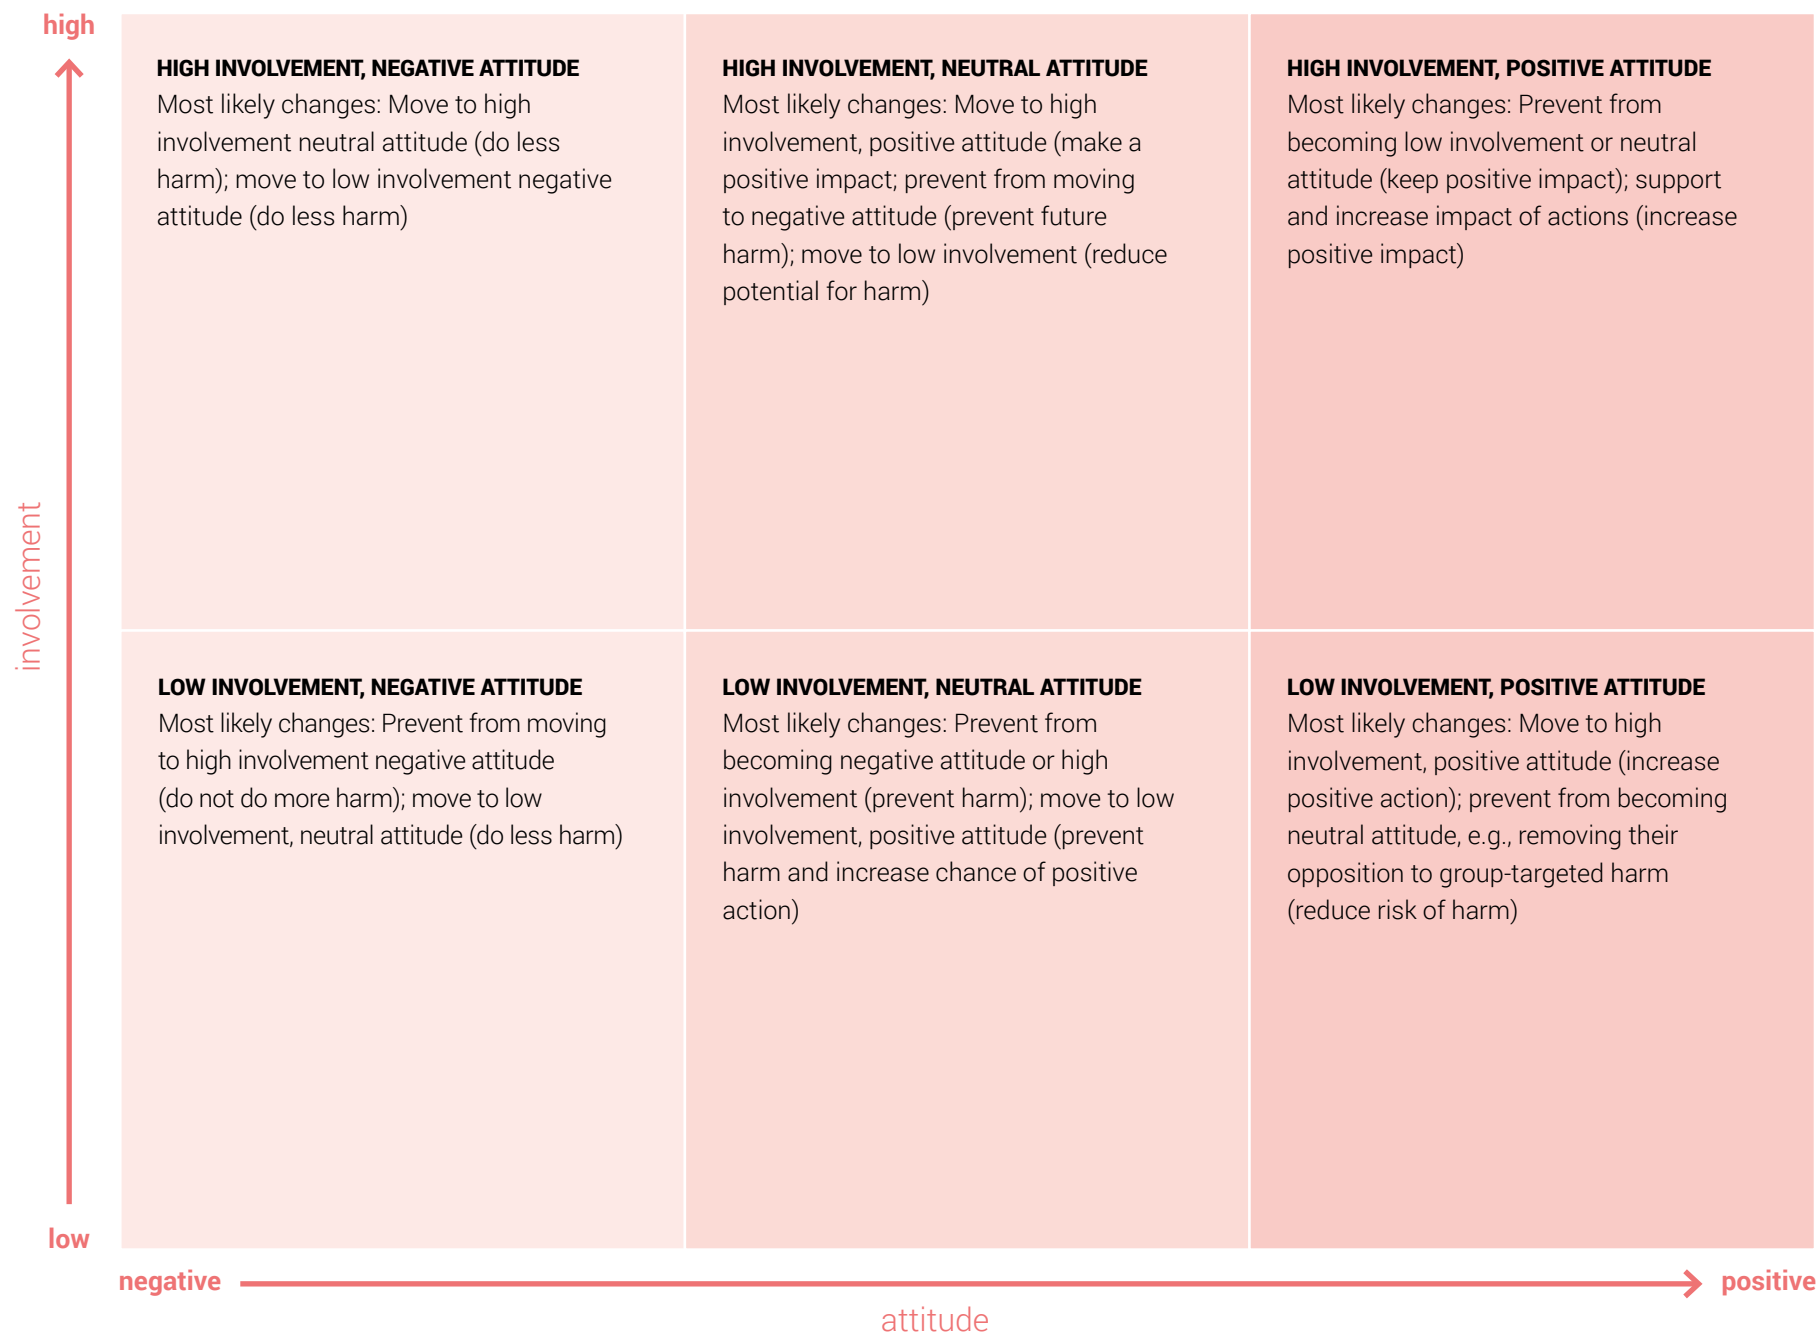 high
HIGH INVOLVEMENT, NEGATIVE ATTITUDE
Most likely changes: Move to high
involvement neutral attitude (do less
harm); move to low involvement negative
attitude (do less harm)
HIGH INVOLVEMENT, NEUTRAL ATTITUDE
Most likely changes: Move to high
involvement, positive attitude (make a
positive impact; prevent from moving
to negative attitude (prevent future
harm); move to low involvement (reduce
potential for harm)
HIGH INVOLVEMENT, POSITIVE ATTITUDE
Most likely changes: Prevent from
becoming low involvement or neutral
attitude (keep positive impact); support
and increase impact of actions (increase
positive impact)
involvement
LOW INVOLVEMENT, NEGATIVE ATTITUDE
Most likely changes: Prevent from moving
to high involvement negative attitude
(do not do more harm); move to low
involvement, neutral attitude (do less harm)
LOW INVOLVEMENT, NEUTRAL ATTITUDE
Most likely changes: Prevent from
becoming negative attitude or high
involvement (prevent harm); move to low
involvement, positive attitude (prevent
harm and increase chance of positive
action)
LOW INVOLVEMENT, POSITIVE ATTITUDE
Most likely changes: Move to high
involvement, positive attitude (increase
positive action); prevent from becoming
neutral attitude, e.g., removing their
opposition to group-targeted harm
(reduce risk of harm)
low
negative
positive
attitude